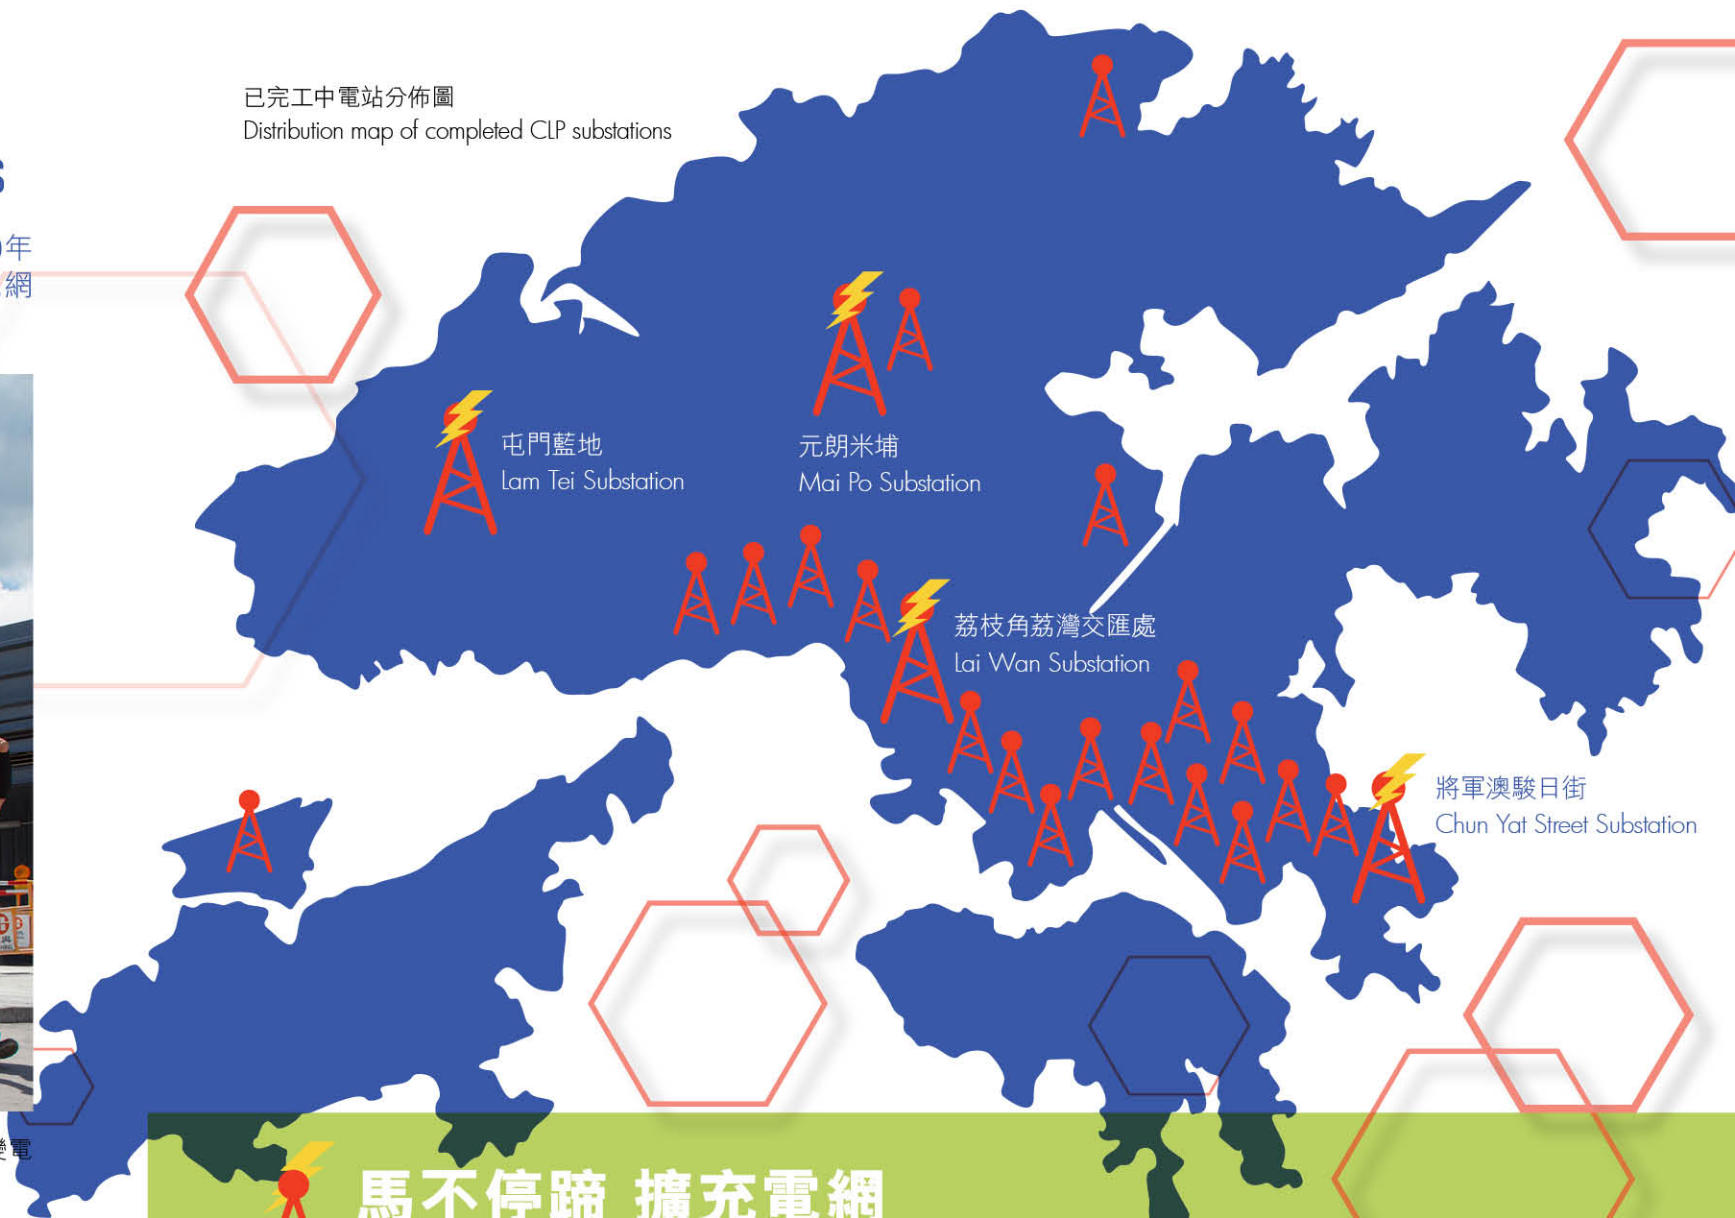 已完工中電站分佈圖
Distribution map of completed CLP substations
S
年
網
屯門藍地
Lam Tei Substation
元朗米埔
Mai Po Substation
荔枝角荔灣交匯處
Lai Wan Substation
將軍澳駿日街
Chun Yat Street Substation
電
馬不停蹄 擴充電網